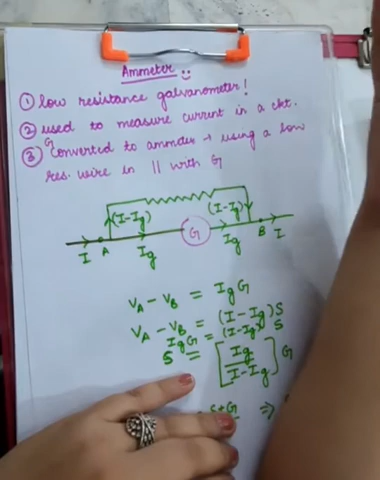 Ammeter
① low resistance galvanometer!
② used to measure current in a ckt.
③ G converted to ammeter → using a low
res. wire in || with G
(I-Ig) (I-Ig)
G
I A Ig Ig B I
VA - VB = Ig G
VA - VB = (I - Ig) S
Ig G = (I - Ig) S
S = [Ig / I - Ig] G
S+G ⇒